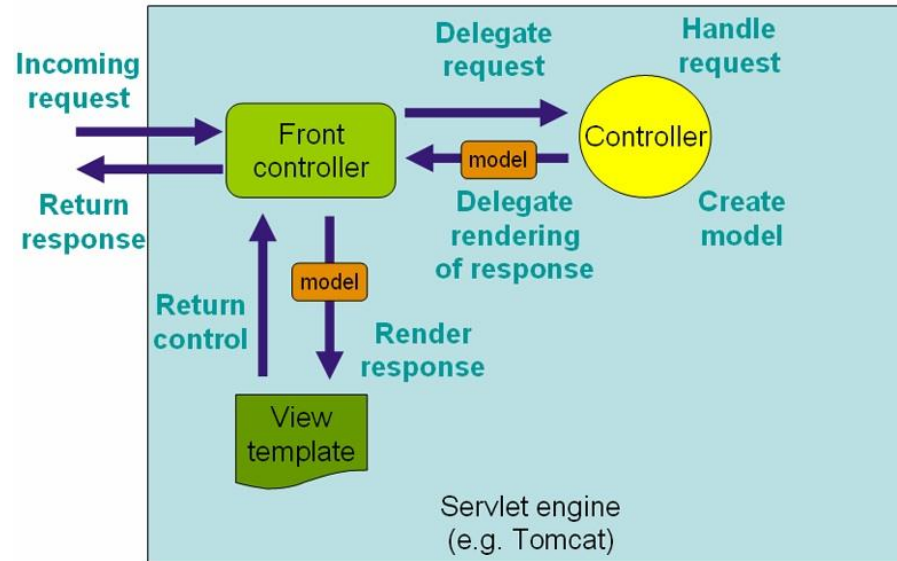 Incoming
request
Delegate
request
Handle
request
Front
controller
model
Controller
Return
response
Delegate
rendering
of response
Create
model
model
Return
control
Render
response
View
template
Servlet engine
(e.g. Tomcat)